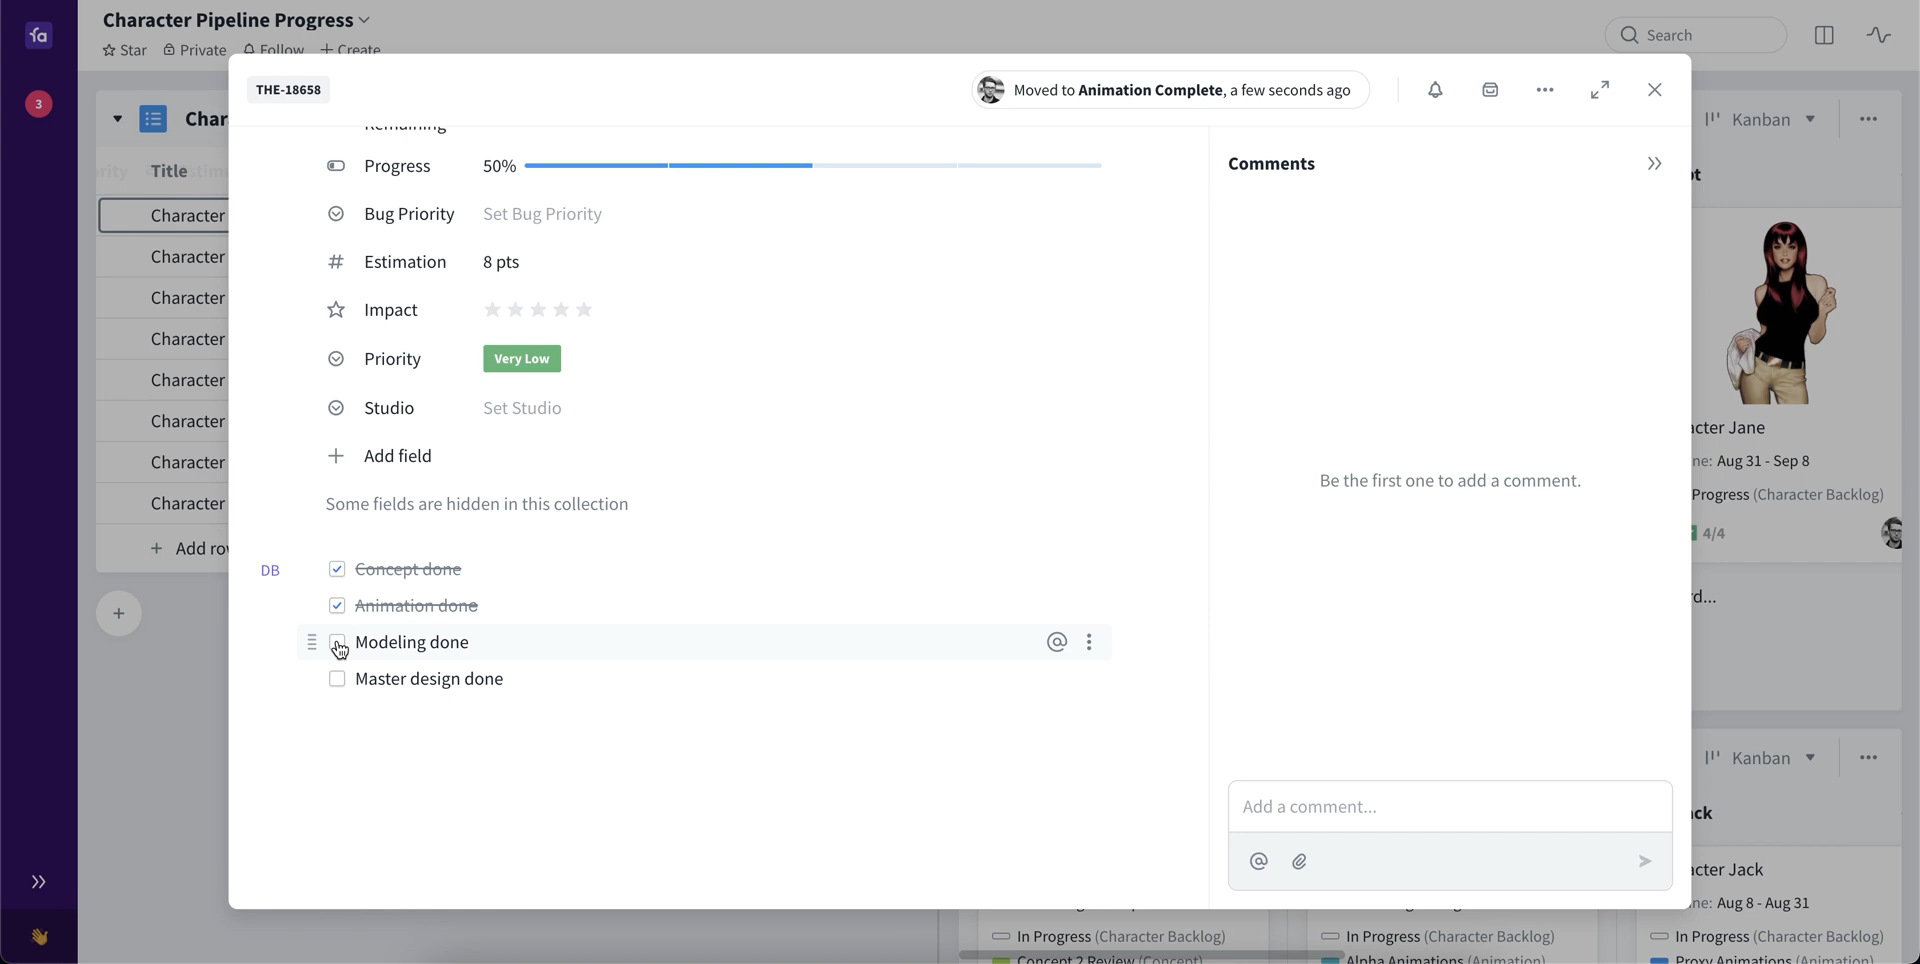 fa
Character Pipeline Progress
Star Private Follow + Create
Search
3
THE-18658
Moved to Animation Complete, a few seconds ago
Char
Kanban
Remaining
Title
Progress 50%
Comments
Character
Bug Priority Set Bug Priority
Character
Estimation 8 pts
Character
Impact
Character
Priority Very Low
Character
Studio Set Studio
Character
Add field
Character
Some fields are hidden in this collection
Character
+ Add row
DB
Concept done
Animation done
Modeling done
Master design done
Be the first one to add a comment.
Add a comment...
acter Jane
ne: Aug 31 - Sep 8
Progress (Character Backlog)
4/4
rd...
Kanban
ack
acter Jack
ne: Aug 8 - Aug 31
In Progress (Character Backlog)
In Progress (Character Backlog)
In Progress (Character Backlog)
Concept 2 Review (Concept)
Alpha Animations (Animation)
Proxy Animations (Animation)